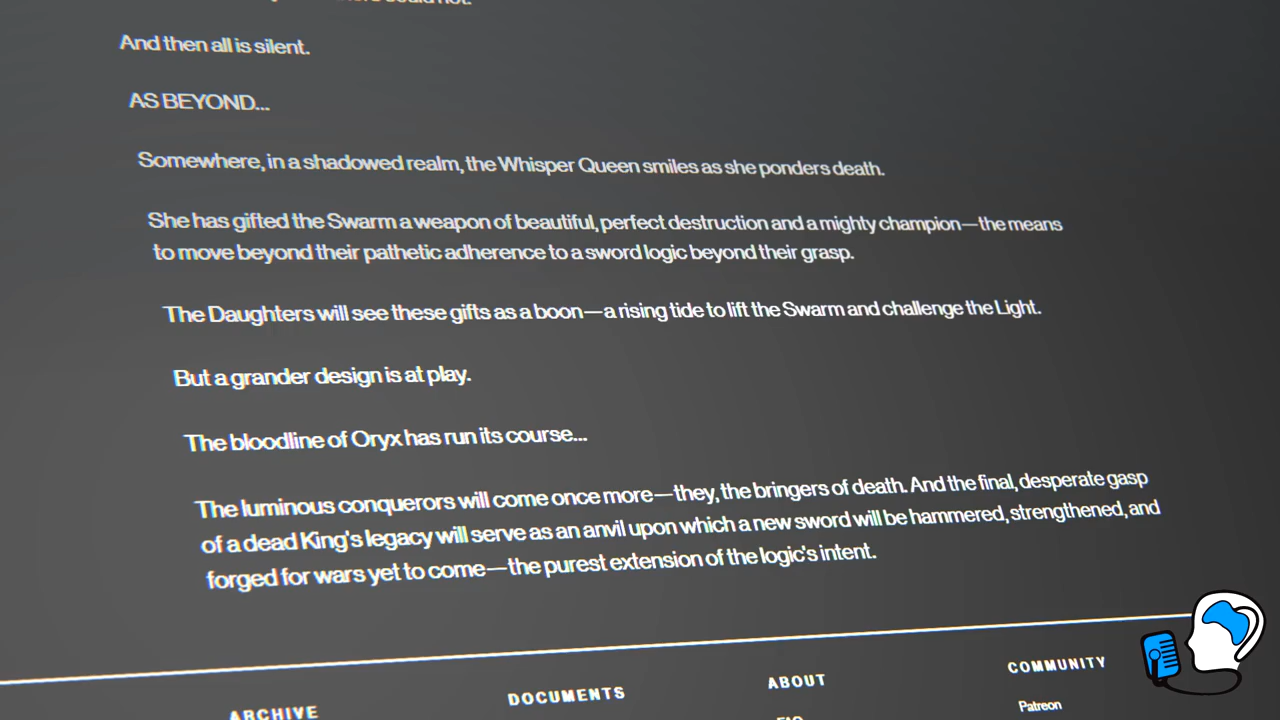 And then all is silent.
AS BEYOND...
Somewhere, in a shadowed realm, the Whisper Queen smiles as she ponders death.
She has gifted the Swarm a weapon of beautiful, perfect destruction and a mighty champion—the means
to move beyond their pathetic adherence to a sword logic beyond their grasp.
The Daughters will see these gifts as a boon—a rising tide to lift the Swarm and challenge the Light.
But a grander design is at play.
The bloodline of Oryx has run its course...
The luminous conquerors will come once more—they, the bringers of death. And the final, desperate gasp
of a dead King's legacy will serve as an anvil upon which a new sword will be hammered, strengthened, and
forged for wars yet to come—the purest extension of the logic's intent.
ARCHIVE
DOCUMENTS
ABOUT
COMMUNITY
Patreon